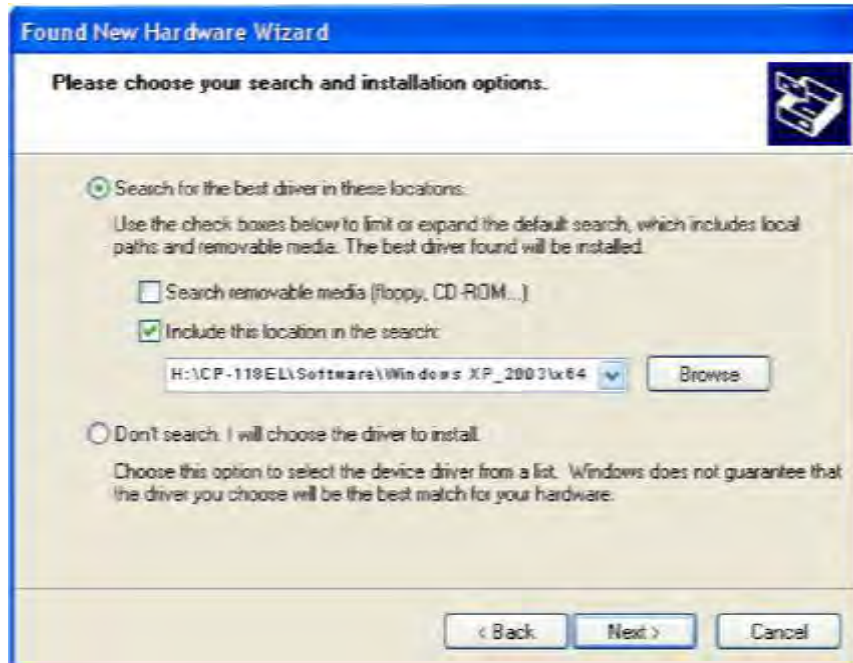 Found New Hardware Wizard
Please choose your search and installation options.
Search for the best driver in these locations.
Use the check boxes below to limit or expand the default search, which includes local
paths and removable media. The best driver found will be installed.
Search removable media (floppy, CD-ROM...)
Include this location in the search:
H:\CP-118EL\Software\Windows XP_2003\x64
Browse
Don't search. I will choose the driver to install.
Choose this option to select the device driver from a list. Windows does not guarantee that
the driver you choose will be the best match for your hardware.
< Back
Next >
Cancel